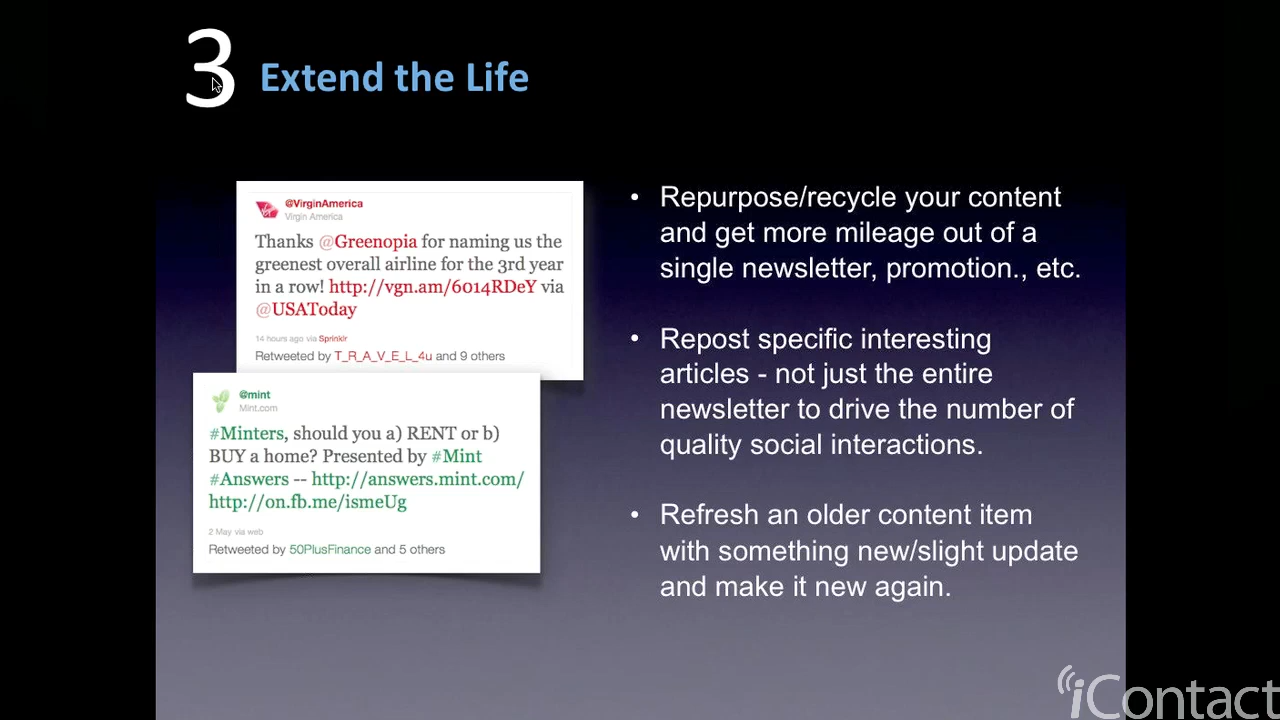 3 Extend the Life
@VirginAmerica
Virgin America
Thanks @Greenopia for naming us the
greenest overall airline for the 3rd year
in a row! http://vgn.am/6014RDeY via
@USAToday
14 hours ago via Sprinklr
Retweeted by T_R_A_V_E_L_4u and 9 others
@mint
Mint.com
#Minters, should you a) RENT or b)
BUY a home? Presented by #Mint
#Answers -- http://answers.mint.com/
http://on.fb.me/ismeUg
2 May via web
Retweeted by 50PlusFinance and 5 others
• Repurpose/recycle your content
and get more mileage out of a
single newsletter, promotion., etc.
• Repost specific interesting
articles - not just the entire
newsletter to drive the number of
quality social interactions.
• Refresh an older content item
with something new/slight update
and make it new again.
iContact